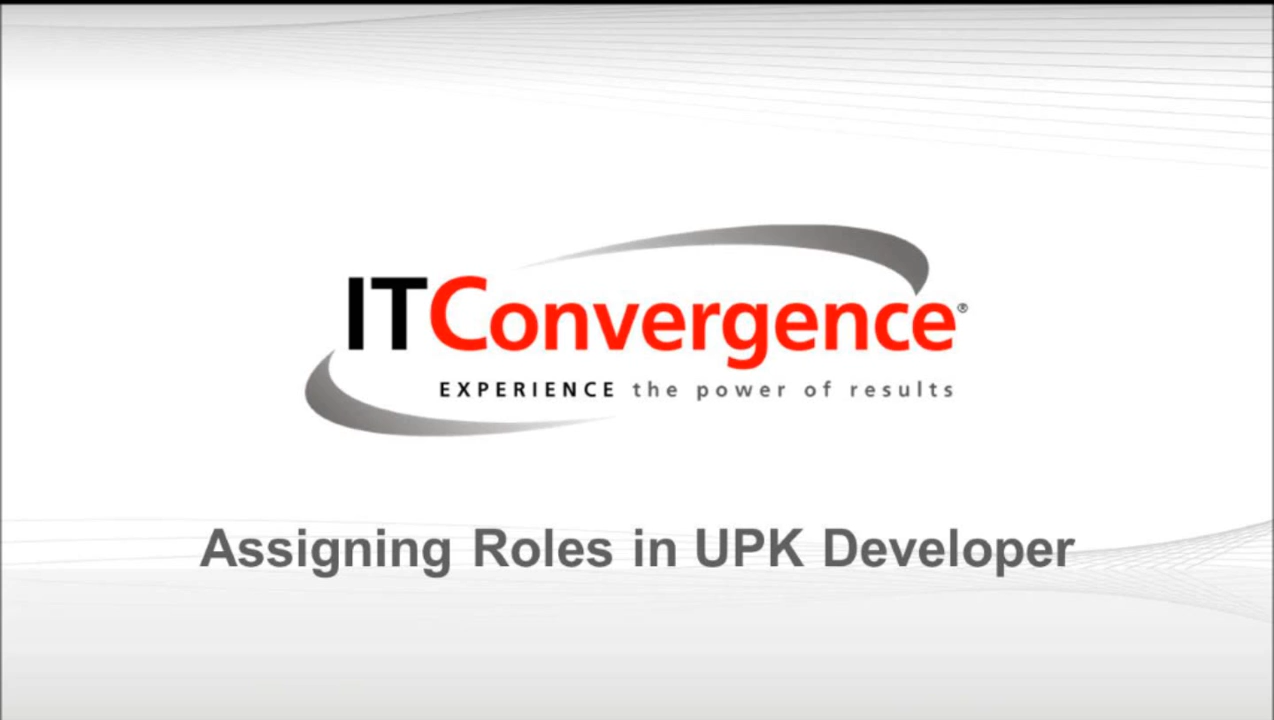 ITConvergence®
EXPERIENCE the power of results
Assigning Roles in UPK Developer